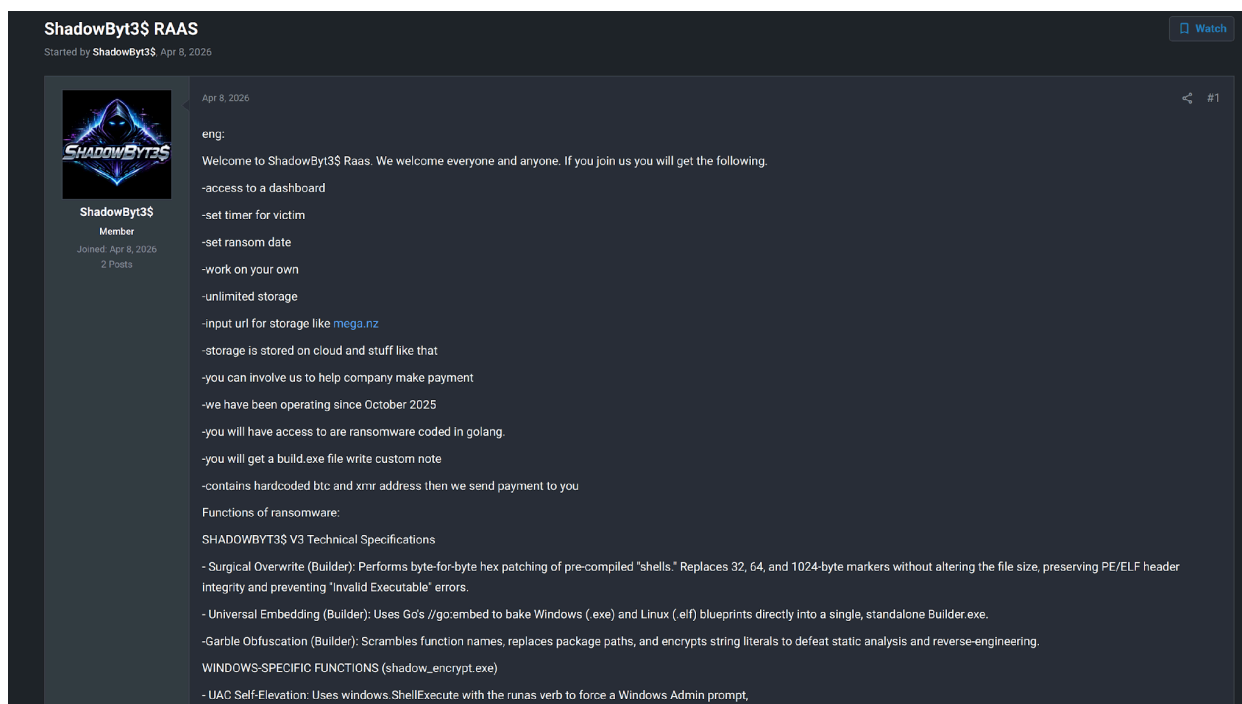 ShadowByt3$ RAAS
Watch
Started by ShadowByt3$, Apr 8, 2026
SHADOWBYT3$
ShadowByt3$
Member
Joined: Apr 8, 2026
2 Posts
Apr 8, 2026
#1
eng:
Welcome to ShadowByt3$ Raas. We welcome everyone and anyone. If you join us you will get the following.
-access to a dashboard
-set timer for victim
-set ransom date
-work on your own
-unlimited storage
-input url for storage like mega.nz
-storage is stored on cloud and stuff like that
-you can involve us to help company make payment
-we have been operating since October 2025
-you will have access to are ransomware coded in golang.
-you will get a build.exe file write custom note
-contains hardcoded btc and xmr address then we send payment to you
Functions of ransomware:
SHADOWBYT3$ V3 Technical Specifications
- Surgical Overwrite (Builder): Performs byte-for-byte hex patching of pre-compiled "shells." Replaces 32, 64, and 1024-byte markers without altering the file size, preserving PE/ELF header
integrity and preventing "Invalid Executable" errors.
- Universal Embedding (Builder): Uses Go's //go:embed to bake Windows (.exe) and Linux (.elf) blueprints directly into a single, standalone Builder.exe.
-Garble Obfuscation (Builder): Scrambles function names, replaces package paths, and encrypts string literals to defeat static analysis and reverse-engineering.
WINDOWS-SPECIFIC FUNCTIONS (shadow_encrypt.exe)
- UAC Self-Elevation: Uses windows.ShellExecute with the runas verb to force a Windows Admin prompt,